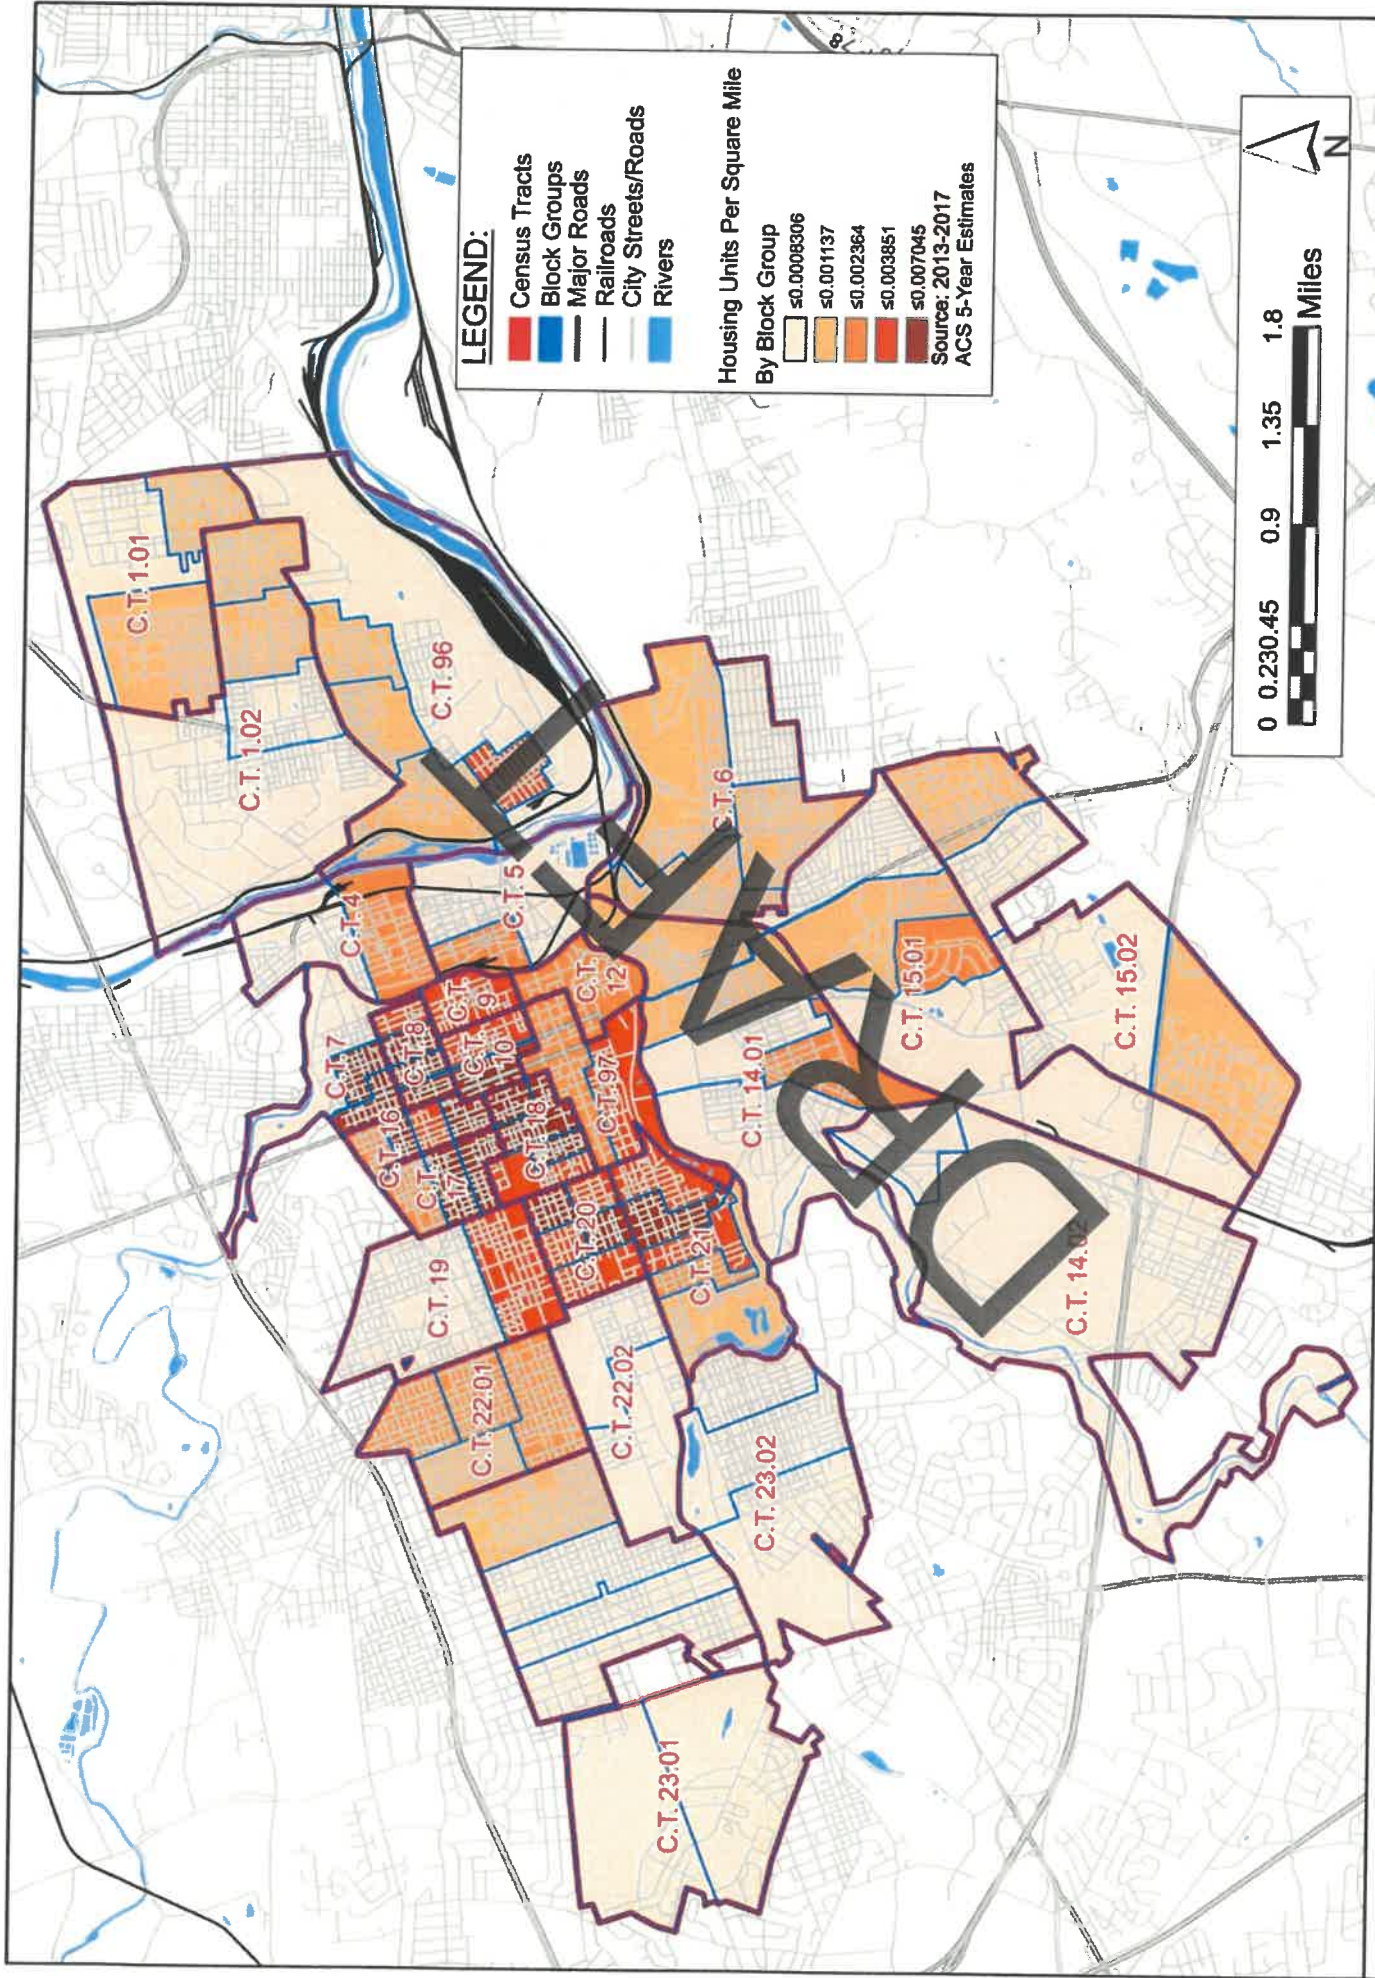 C.T. 1.01
C.T. 1.02
C.T. 96
C.T. 4
C.T. 5
C.T. 6
C.T. 7
C.T. 8
C.T. 9
C.T. 10
C.T. 12
C.T. 16
C.T. 17
C.T. 18
C.T. 97
C.T. 19
C.T. 20
C.T. 21
C.T. 22.01
C.T. 22.02
C.T. 23.01
C.T. 23.02
C.T. 14.01
C.T. 14.02
C.T. 15.01
C.T. 15.02
DRAFT
LEGEND:
Census Tracts
Block Groups
Major Roads
Railroads
City Streets/Roads
Rivers
Housing Units Per Square Mile
By Block Group
≤0.0008306
≤0.001137
≤0.002364
≤0.003851
≤0.007045
Source: 2013-2017
ACS 5-Year Estimates
0 0.230.45 0.9 1.35 1.8
Miles
N